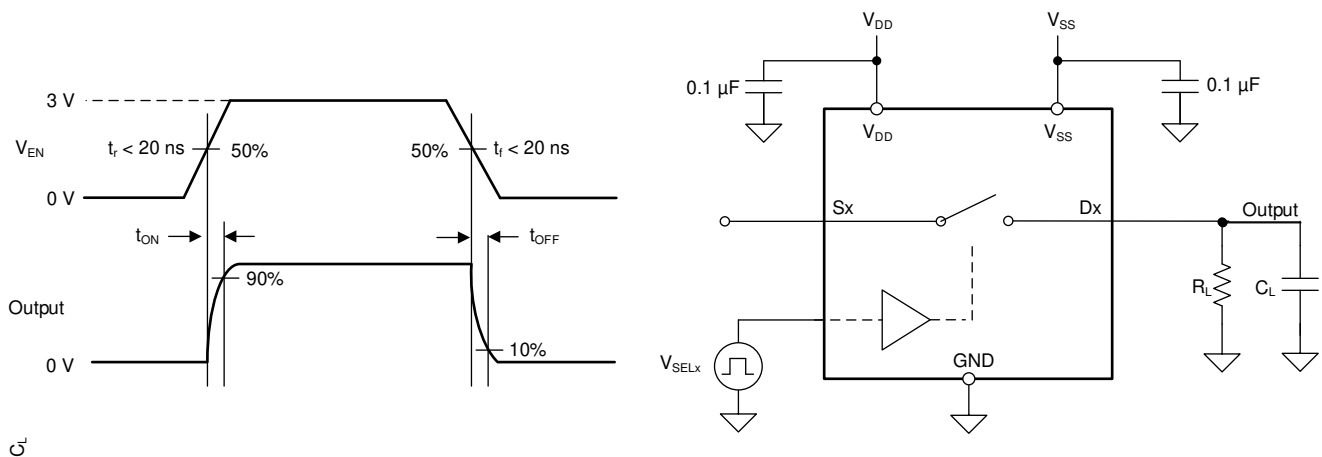 3 V
V_EN
t_r < 20 ns
50%
50%
t_f < 20 ns
0 V
t_ON
t_OFF
90%
Output
10%
0 V
C_L
V_DD
V_SS
0.1 µF
0.1 µF
V_DD
V_SS
Sx
Dx
Output
R_L
C_L
V_SELx
GND